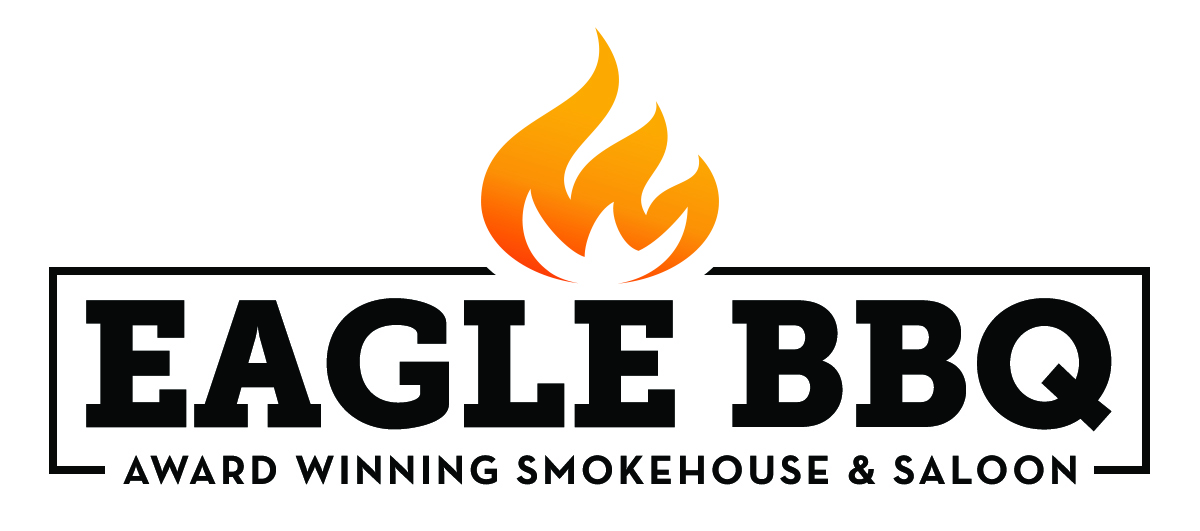 EAGLE BBQ
AWARD WINNING SMOKEHOUSE & SALOON